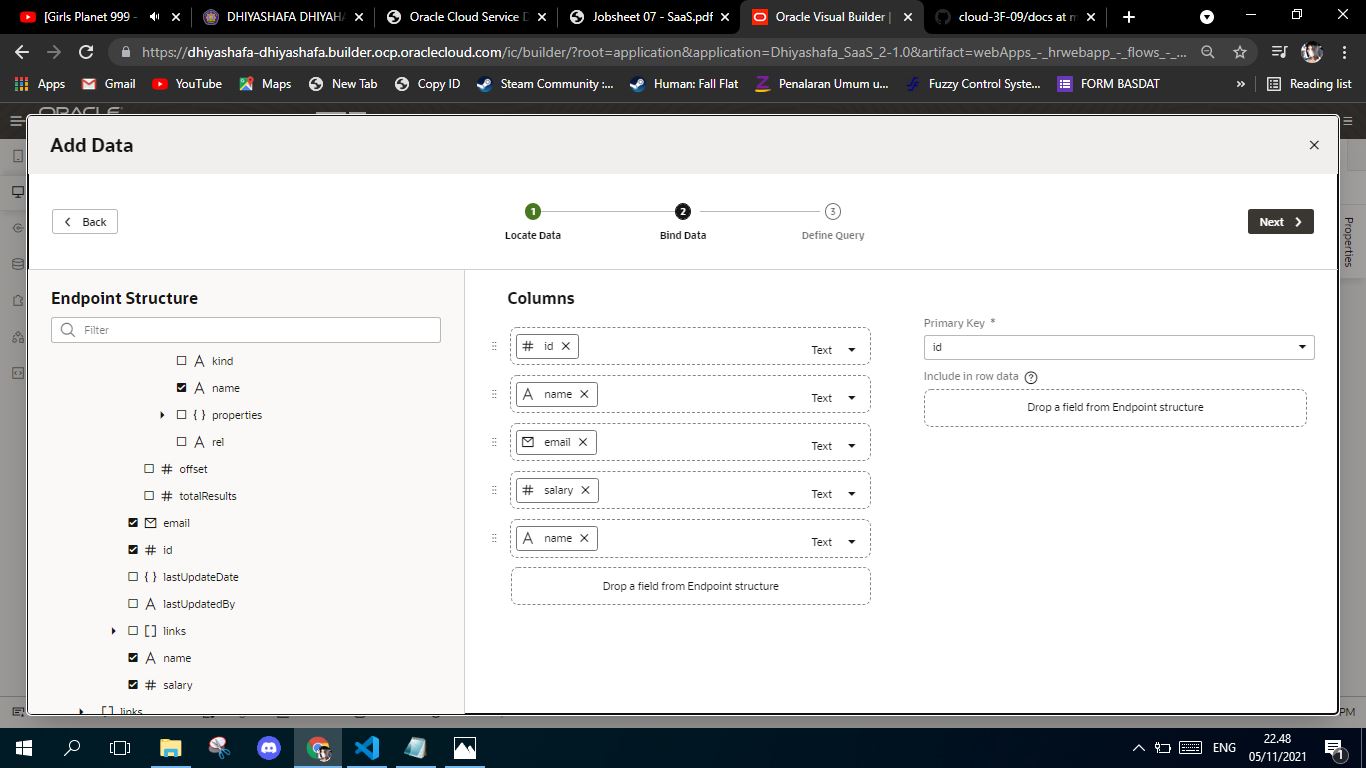 [Girls Planet 999 -
DHIYASHAFA DHIYAHA
Oracle Cloud Service D
Jobsheet 07 - SaaS.pdf
Oracle Visual Builder |
cloud-3F-09/docs at m
https://dhiyashafa-dhiyashafa.builder.ocp.oraclecloud.com/ic/builder/?root=application&application=Dhiyashafa_SaaS_2-1.0&artifact=webApps_-_hrwebapp_-_flows_-_...
Apps
Gmail
YouTube
Maps
New Tab
Copy ID
Steam Community :...
Human: Fall Flat
Penalaran Umum u...
Fuzzy Control Syste...
FORM BASDAT
»
Reading list
ORACLE
Add Data
Back
1
2
3
Next
Locate Data
Bind Data
Define Query
Properties
Endpoint Structure
Filter
kind
name
properties
rel
offset
totalResults
email
id
lastUpdateDate
lastUpdatedBy
links
name
salary
links
Columns
id
Text
name
Text
email
Text
salary
Text
name
Text
Drop a field from Endpoint structure
Primary Key *
id
Include in row data
Drop a field from Endpoint structure
PM
ENG
22.48
05/11/2021
1